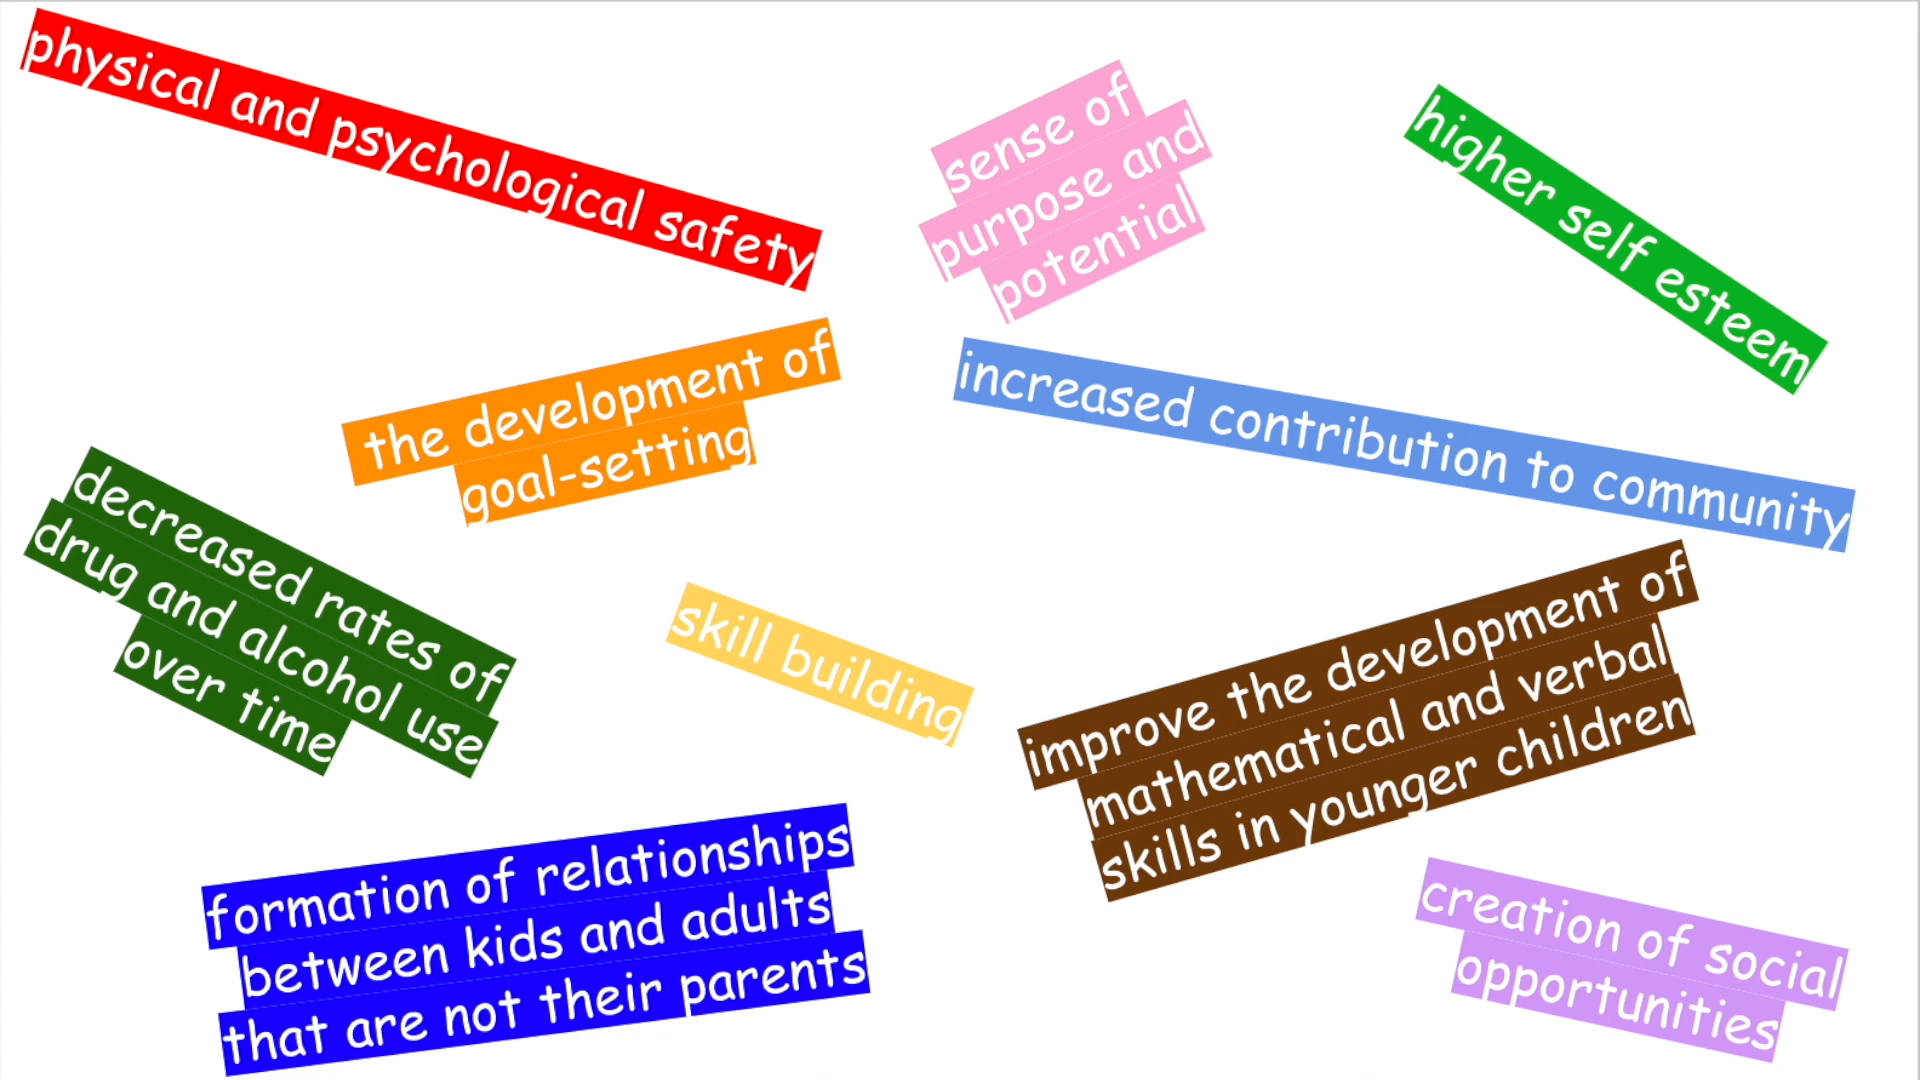 physical and psychological safety
sense of
purpose and
potential
higher self esteem
the development of
goal-setting
increased contribution to community
decreased rates of
drug and alcohol use
over time
skill building
improve the development of
mathematical and verbal
skills in younger children
formation of relationships
between kids and adults
that are not their parents
creation of social
opportunities